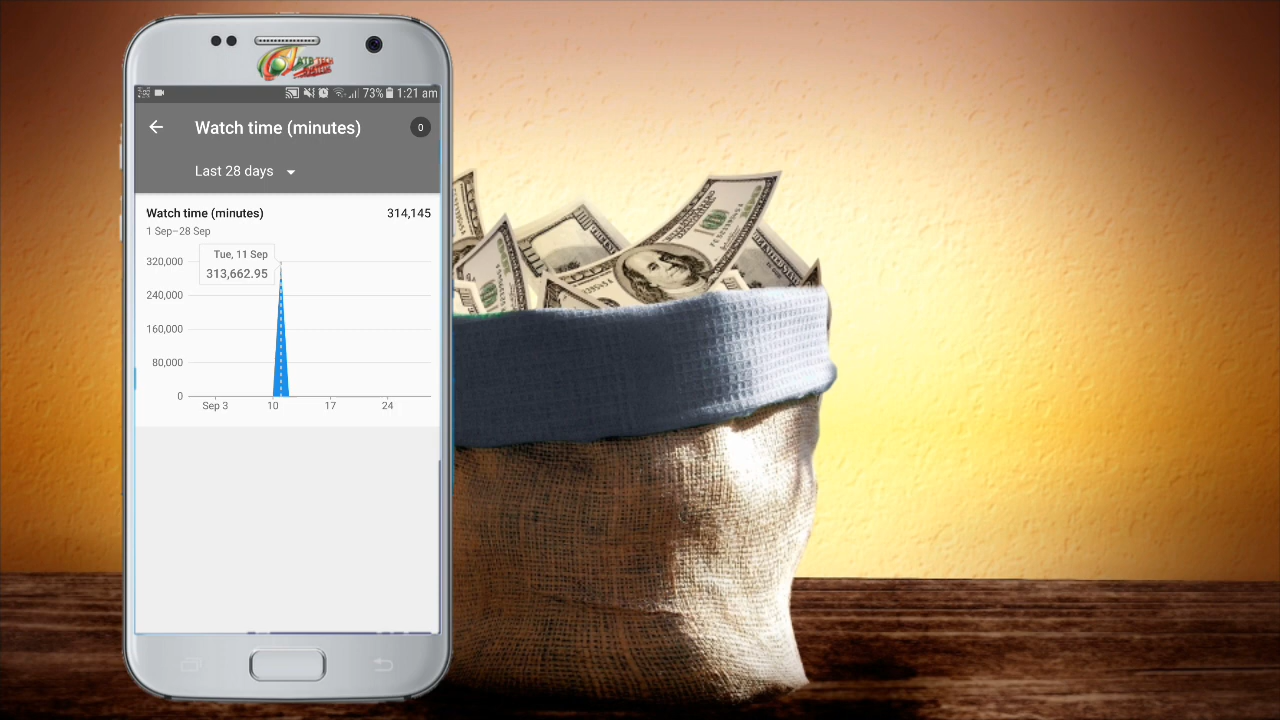 ATB TECH
73% 1:21 am
Watch time (minutes)
0
Last 28 days
Watch time (minutes) 314,145
1 Sep–28 Sep
Tue, 11 Sep
313,662.95
320,000
240,000
160,000
80,000
0
Sep 3 10 17 24